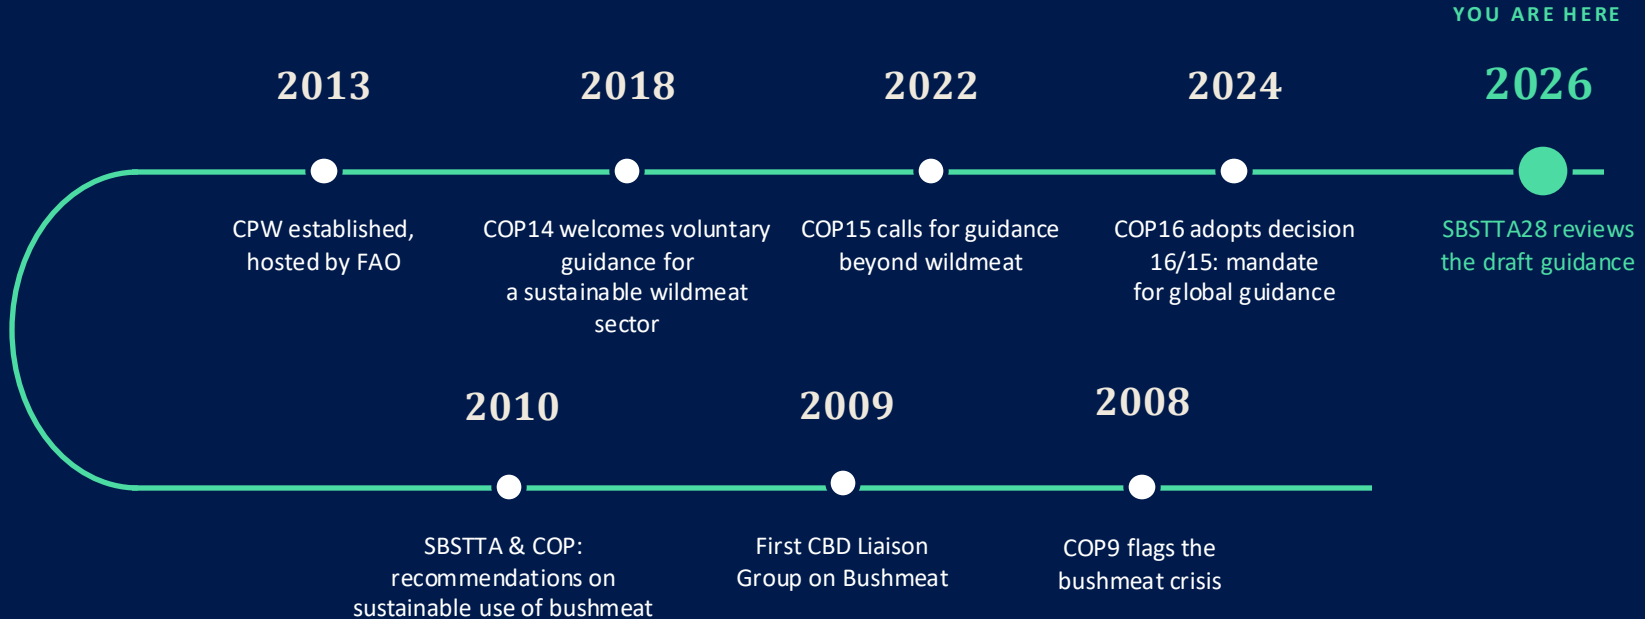 YOU ARE HERE
2013
2018
2022
2024
2026
CPW established,
hosted by FAO
COP14 welcomes voluntary
guidance for
a sustainable wildmeat
sector
COP15 calls for guidance
beyond wildmeat
COP16 adopts decision
16/15: mandate
for global guidance
SBSTTA28 reviews
the draft guidance
2010
2009
2008
SBSTTA & COP:
recommendations on
sustainable use of bushmeat
First CBD Liaison
Group on Bushmeat
COP9 flags the
bushmeat crisis